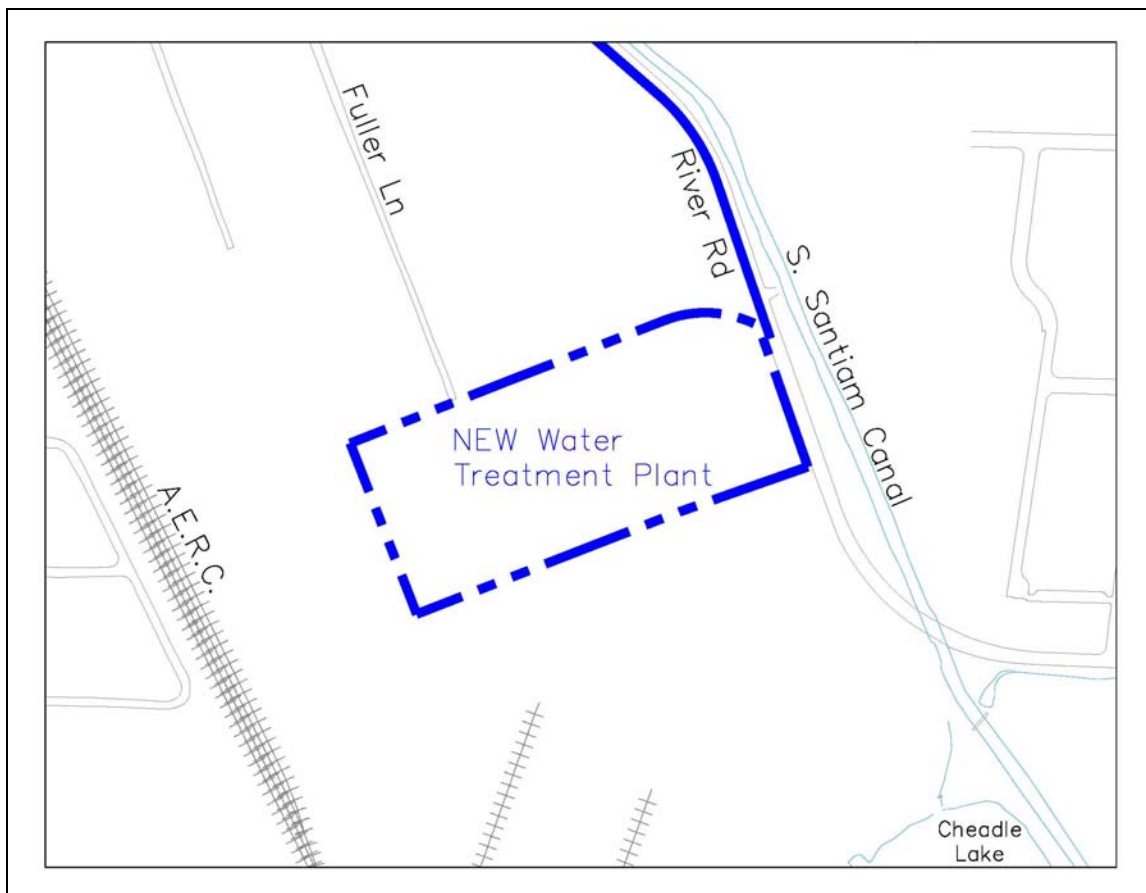 Fuller Ln
River Rd
S. Santiam Canal
NEW Water
Treatment Plant
A.E.R.C.
Cheadle
Lake